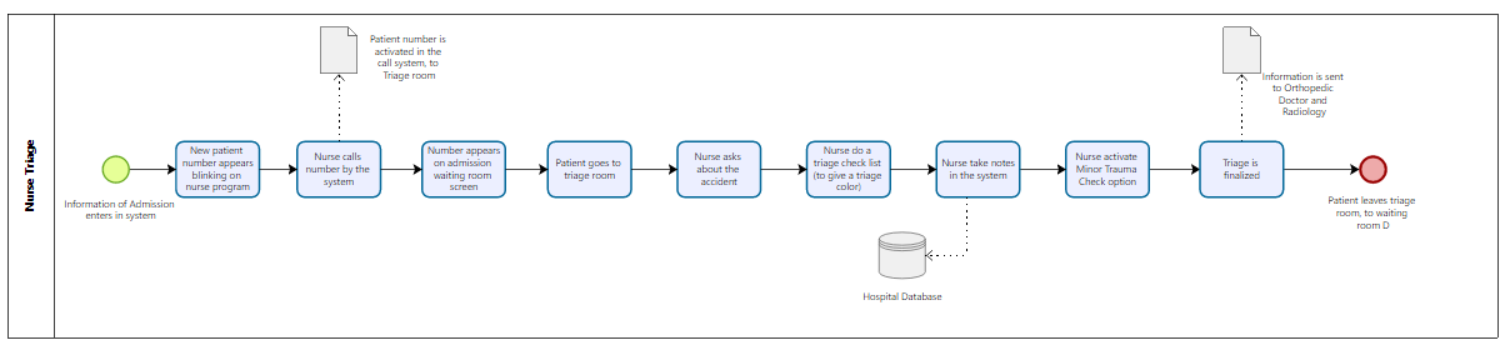 Nurse Triage
Patient number is
activated in the
call system, to
Triage room
Information is sent
to Orthopedic
Doctor and
Radiology
Information of Admission
enters in system
New patient
number appears
blinking on
nurse program
Nurse calls
number by the
system
Number appears
on admission
waiting room
screen
Patient goes to
triage room
Nurse asks
about the
accident
Nurse do a
triage check list
(to give a triage
color)
Nurse take notes
in the system
Nurse activate
Minor Trauma
Check option
Triage is
finalized
Patient leaves triage
room, to waiting
room D
Hospital Database